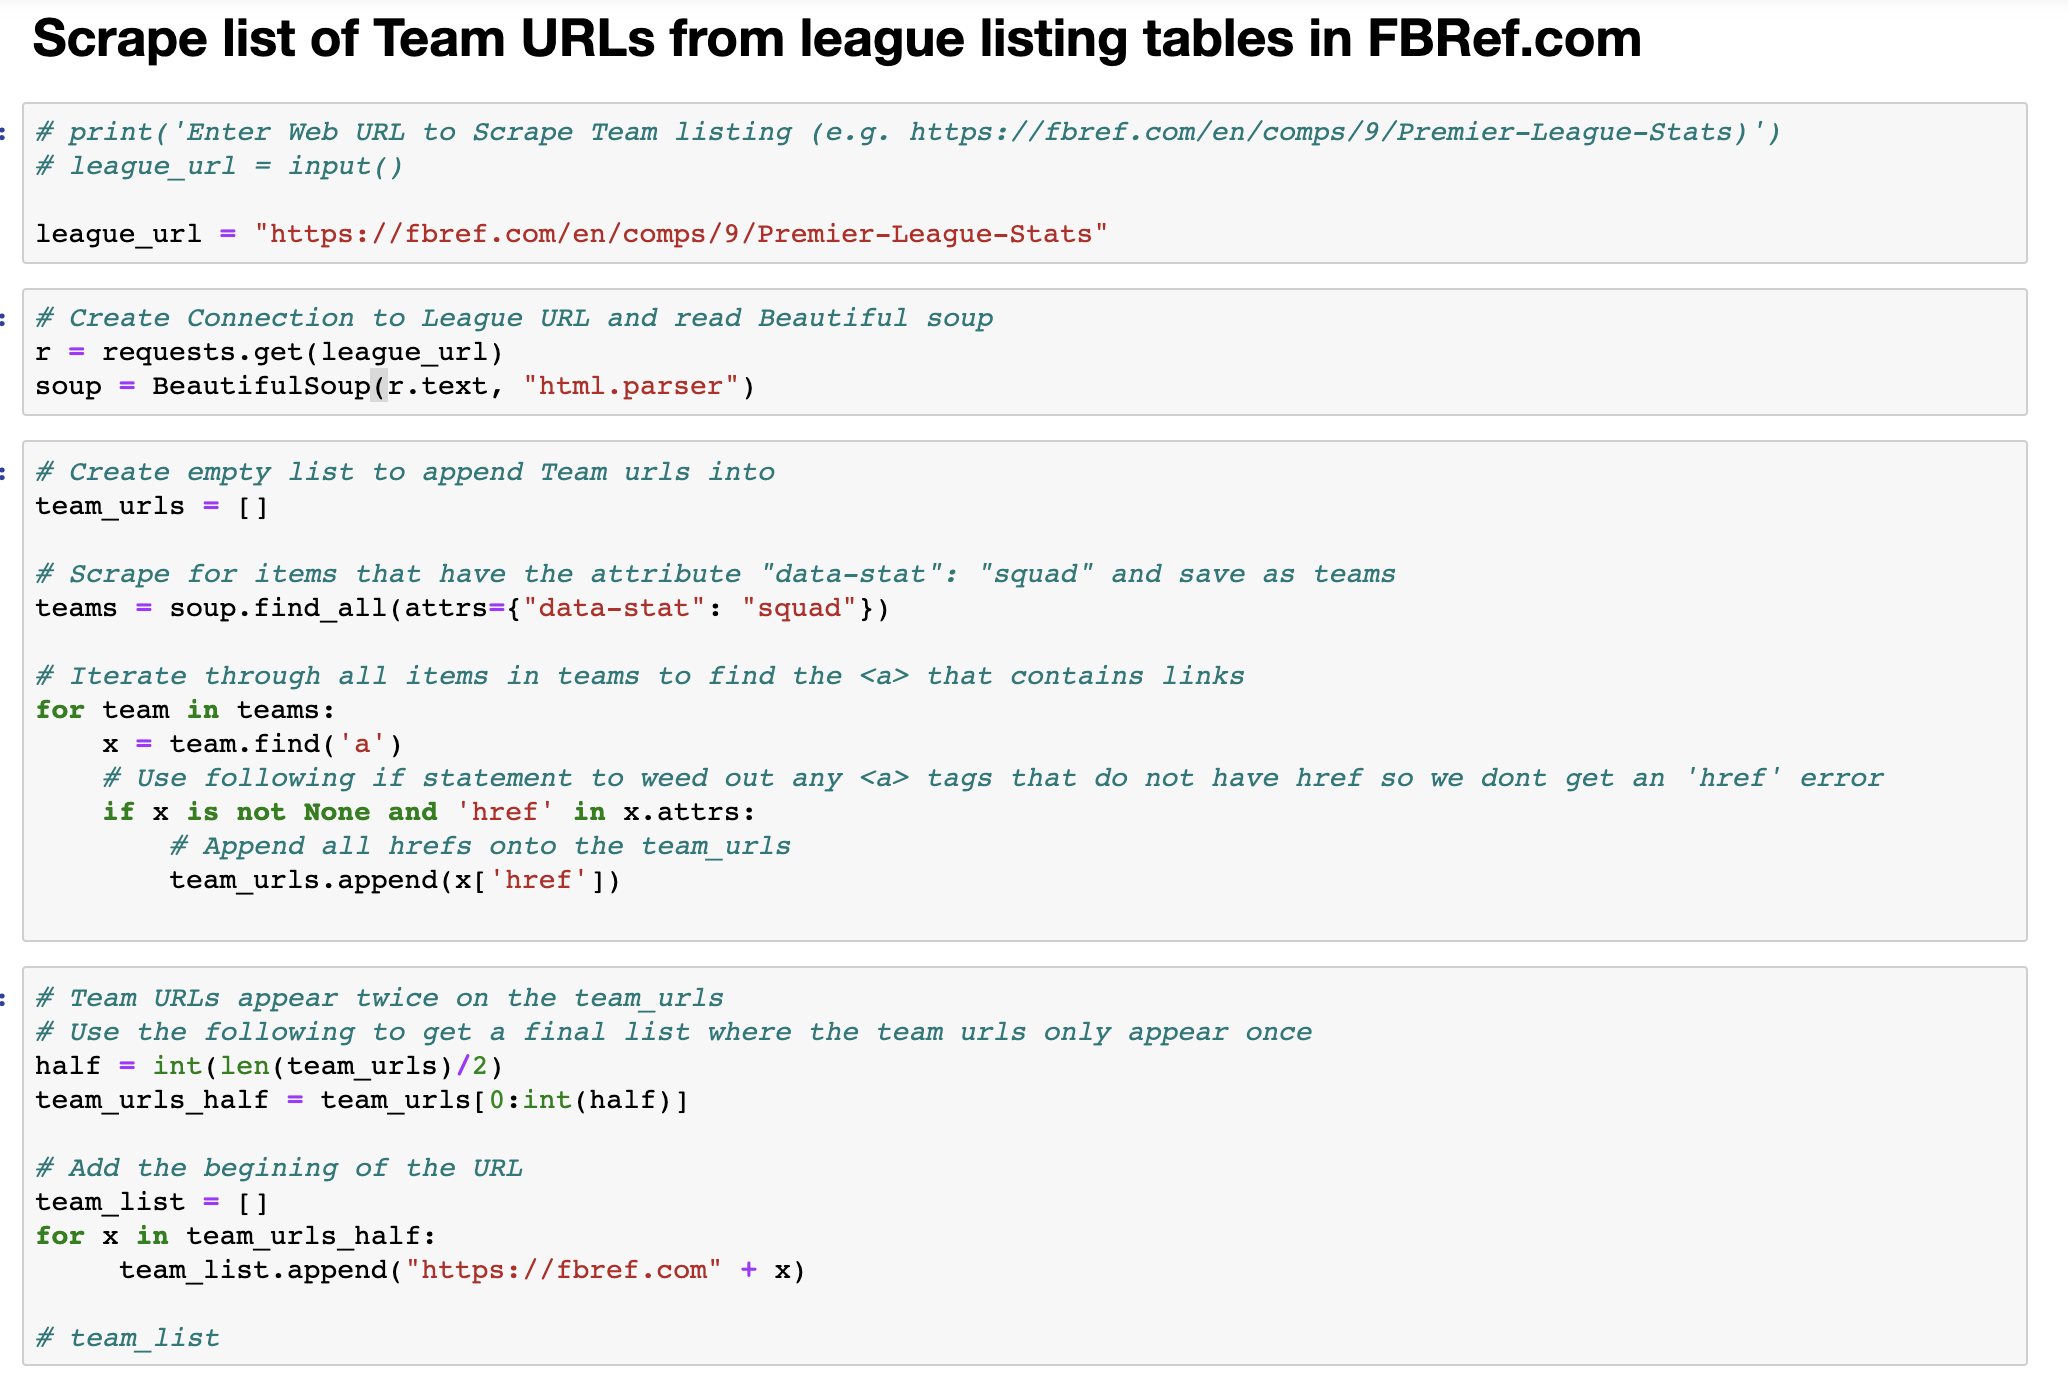 Scrape list of Team URLs from league listing tables in FBRef.com
# print('Enter Web URL to Scrape Team listing (e.g. https://fbref.com/en/comps/9/Premier-League-Stats)')
# league_url = input()
league_url = "https://fbref.com/en/comps/9/Premier-League-Stats"
# Create Connection to League URL and read Beautiful soup
r = requests.get(league_url)
soup = BeautifulSoup(r.text, "html.parser")
# Create empty list to append Team urls into
team_urls = []
# Scrape for items that have the attribute "data-stat": "squad" and save as teams
teams = soup.find_all(attrs={"data-stat": "squad"})
# Iterate through all items in teams to find the <a> that contains links
for team in teams:
    x = team.find('a')
    # Use following if statement to weed out any <a> tags that do not have href so we dont get an 'href' error
    if x is not None and 'href' in x.attrs:
        # Append all hrefs onto the team_urls
        team_urls.append(x['href'])
# Team URLs appear twice on the team_urls
# Use the following to get a final list where the team urls only appear once
half = int(len(team_urls)/2)
team_urls_half = team_urls[0:int(half)]
# Add the begining of the URL
team_list = []
for x in team_urls_half:
     team_list.append("https://fbref.com" + x)
# team_list